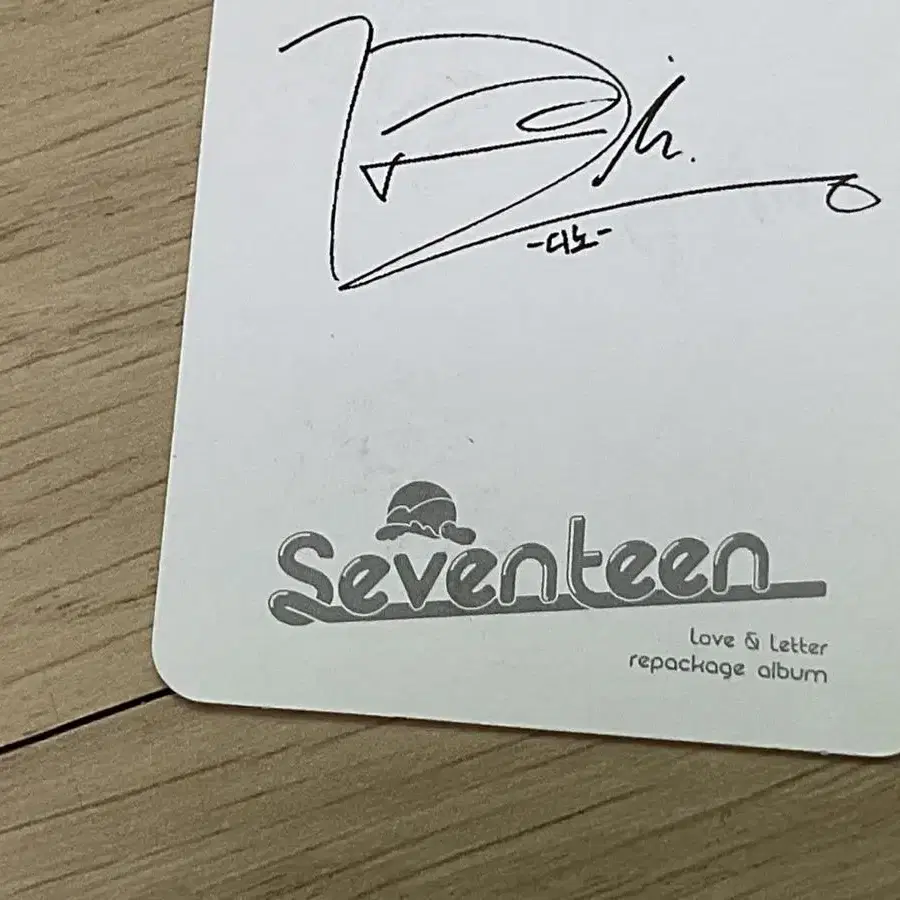 -디노-
Seventeen
Love & Letter
repackage album